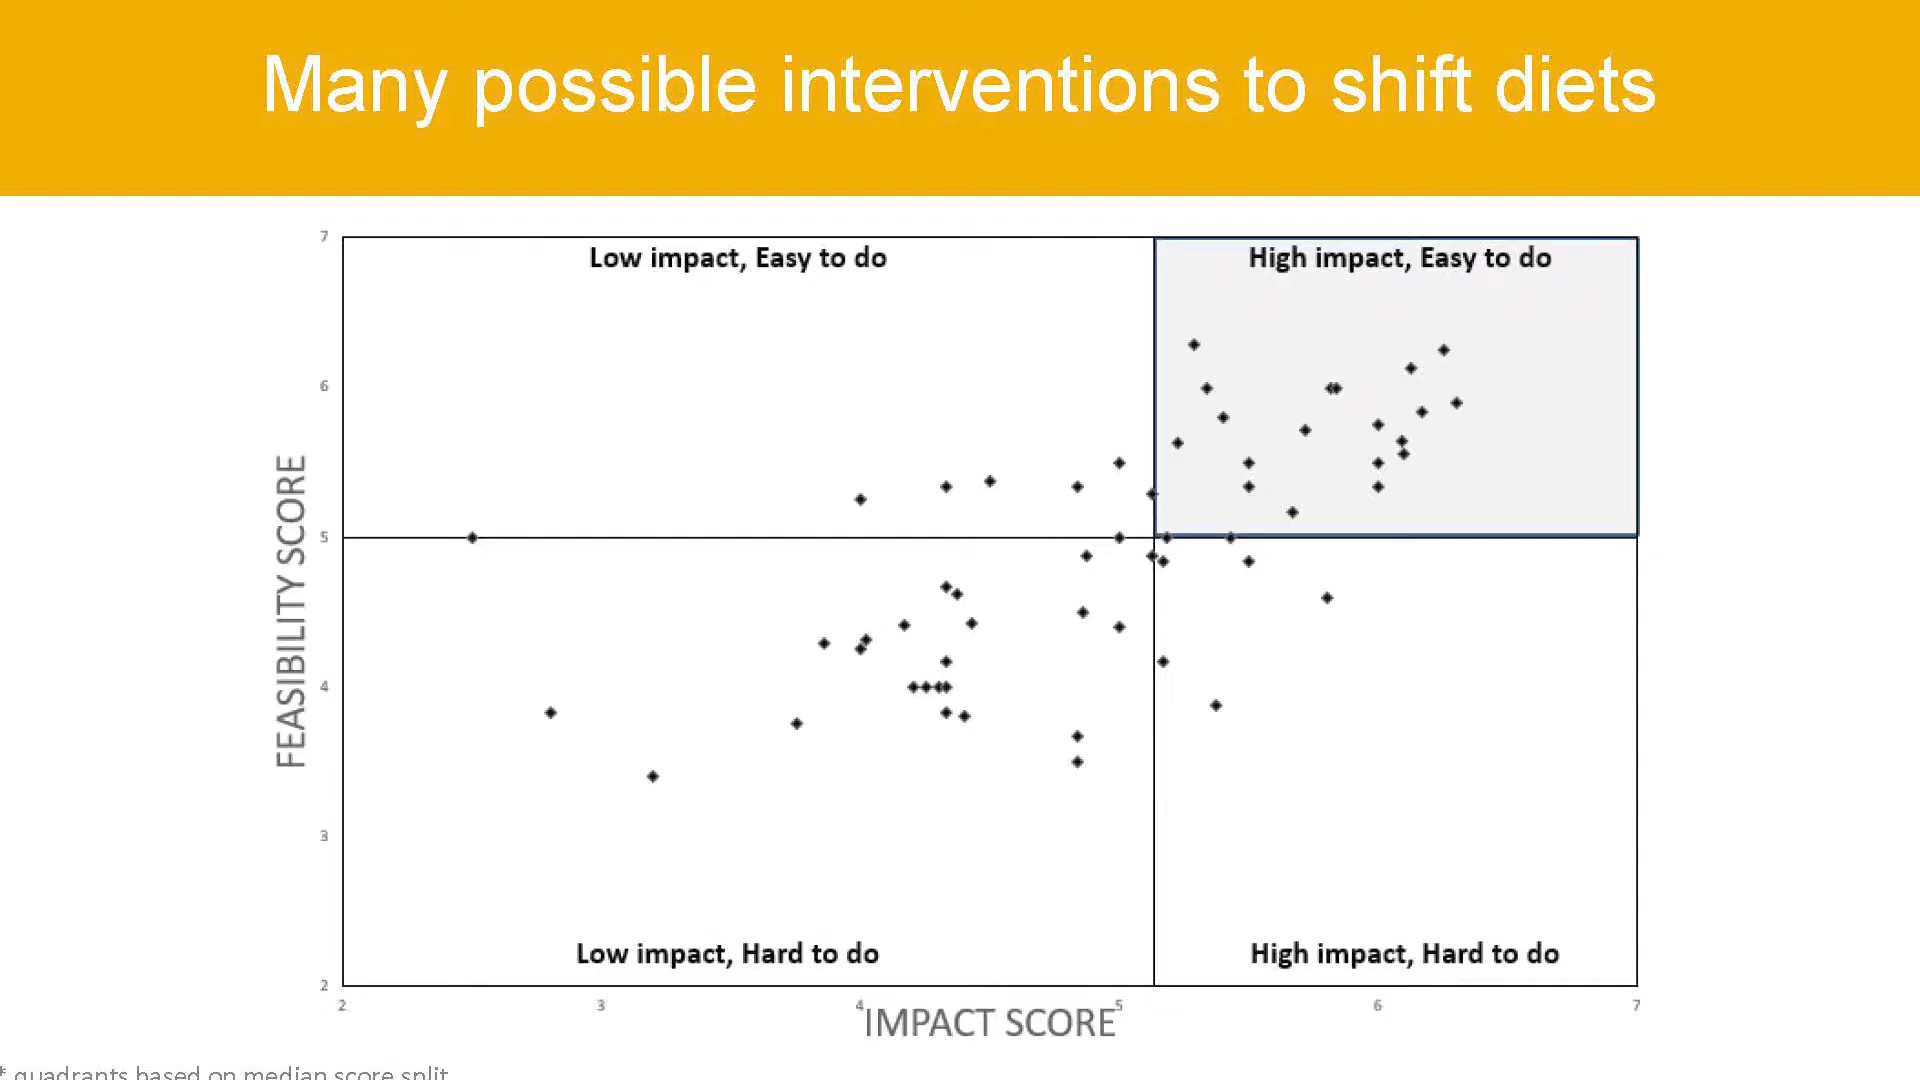 Many possible interventions to shift diets
7
Low impact, Easy to do
High impact, Easy to do
6
5
4
3
2
FEASIBILITY SCORE
Low impact, Hard to do
High impact, Hard to do
2
3
4
5
6
7
IMPACT SCORE
* quadrants based on median score split